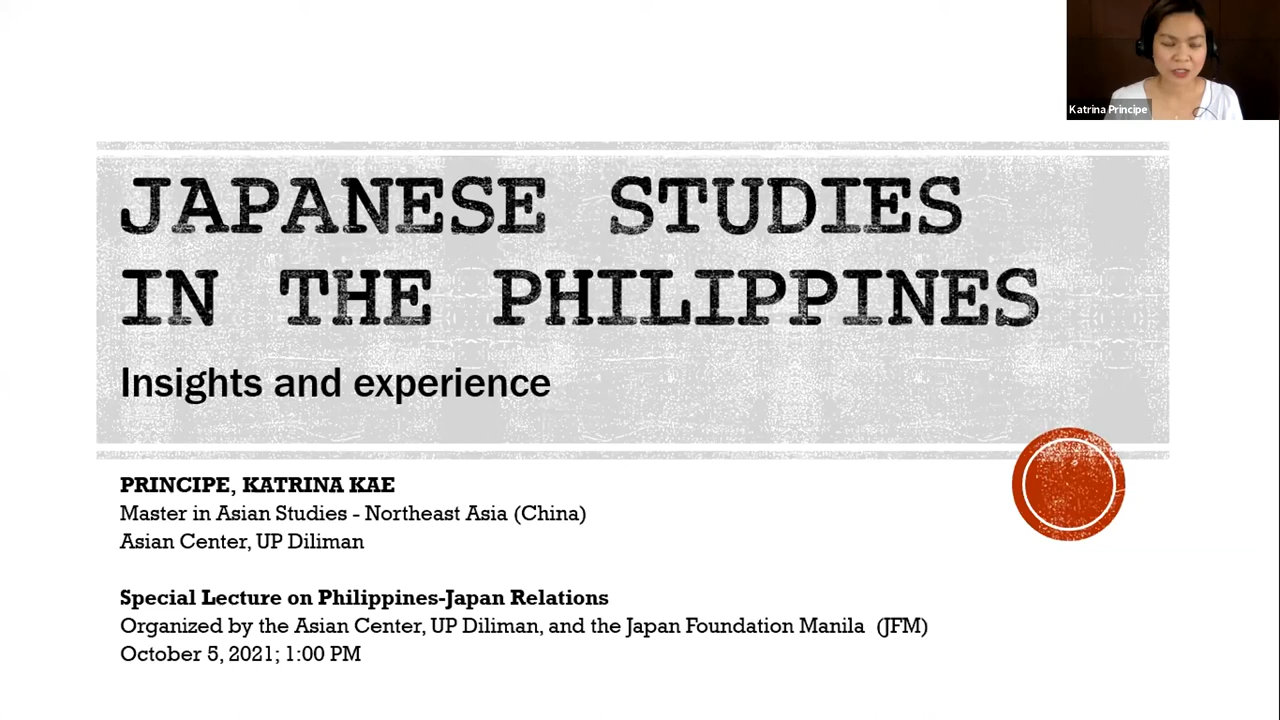 Katrina Principe
JAPANESE STUDIES
IN THE PHILIPPINES
Insights and experience
PRINCIPE, KATRINA KAE
Master in Asian Studies - Northeast Asia (China)
Asian Center, UP Diliman
Special Lecture on Philippines-Japan Relations
Organized by the Asian Center, UP Diliman, and the Japan Foundation Manila (JFM)
October 5, 2021; 1:00 PM